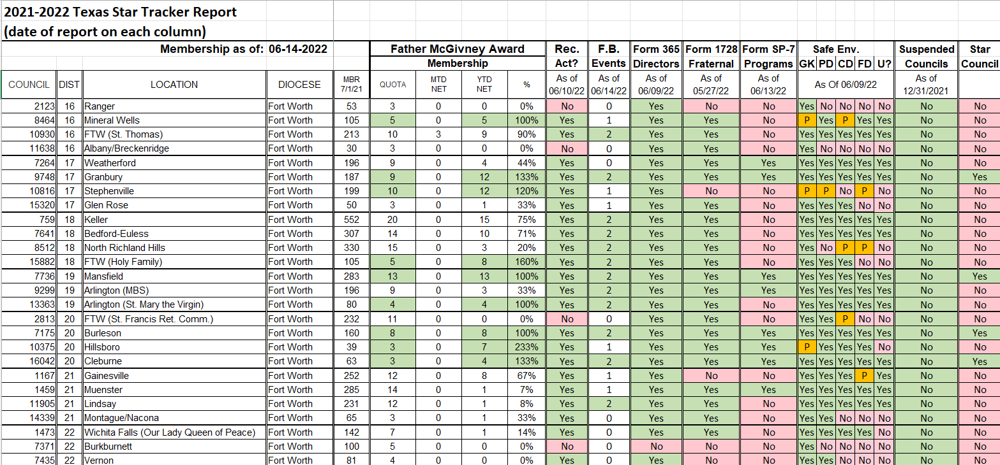 2021-2022 Texas Star Tracker Report
(date of report on each column)
Membership as of: 06-14-2022 Father McGivney Award Rec. F.B. Form 365 Form 1728 Form SP-7 Safe Env. Suspended Star
Membership Act? Events Directors Fraternal Programs GK PD CD FD U? Councils Council
COUNCIL DIST LOCATION DIOCESE MBR 7/1/21 QUOTA MTD NET YTD NET % As of 06/10/22 As of 06/14/22 As of 06/09/22 As of 05/27/22 As of 06/13/22 As Of 06/09/22 As of 12/31/2021
2123 16 Ranger Fort Worth 53 3 0 0 0% No 0 Yes No No Yes No No No No No No
8464 16 Mineral Wells Fort Worth 105 5 0 5 100% Yes 1 Yes Yes No P Yes P Yes Yes No No
10930 16 FTW (St. Thomas) Fort Worth 213 10 3 9 90% Yes 2 Yes Yes No Yes Yes Yes Yes Yes No No
11638 16 Albany/Breckenridge Fort Worth 30 3 0 0 0% No 0 Yes Yes No Yes No No No No No No
7264 17 Weatherford Fort Worth 196 9 0 4 44% Yes 0 Yes Yes Yes Yes Yes Yes Yes Yes No No
9748 17 Granbury Fort Worth 187 9 0 12 133% Yes 2 Yes Yes Yes Yes Yes Yes Yes Yes No Yes
10816 17 Stephenville Fort Worth 199 10 0 12 120% Yes 1 Yes No No P P No P No No No
15320 17 Glen Rose Fort Worth 50 3 0 1 33% Yes 1 Yes Yes No Yes Yes Yes No No No No
759 18 Keller Fort Worth 552 20 0 15 75% Yes 2 Yes Yes No Yes Yes Yes Yes Yes No No
7641 18 Bedford-Euless Fort Worth 307 14 0 10 71% Yes 2 Yes Yes No Yes Yes Yes Yes Yes No No
8512 18 North Richland Hills Fort Worth 330 15 0 3 20% Yes 2 Yes Yes No Yes No P P No No No
15882 18 FTW (Holy Family) Fort Worth 105 5 0 8 160% Yes 2 Yes Yes No Yes Yes Yes No No No No
7736 19 Mansfield Fort Worth 283 13 0 13 100% Yes 2 Yes Yes Yes Yes Yes Yes Yes Yes No Yes
9299 19 Arlington (MBS) Fort Worth 196 9 0 3 33% Yes 2 Yes Yes Yes Yes Yes Yes Yes Yes No No
13363 19 Arlington (St. Mary the Virgin) Fort Worth 80 4 0 4 100% Yes 2 Yes Yes No Yes Yes Yes Yes Yes No No
2813 20 FTW (St. Francis Ret. Comm.) Fort Worth 232 11 0 0 0% No 0 Yes Yes No Yes Yes P No No No No
7175 20 Burleson Fort Worth 160 8 0 8 100% Yes 2 Yes Yes Yes Yes Yes Yes Yes Yes No Yes
10375 20 Hillsboro Fort Worth 39 3 0 7 233% Yes 1 Yes Yes Yes P Yes Yes Yes No No No
16042 20 Cleburne Fort Worth 63 3 0 4 133% Yes 2 Yes Yes Yes Yes Yes Yes Yes Yes No Yes
1167 21 Gainesville Fort Worth 252 12 0 8 67% Yes 1 Yes No No Yes Yes Yes P Yes No No
1459 21 Muenster Fort Worth 285 14 0 1 7% Yes 1 Yes Yes Yes Yes Yes Yes Yes Yes No No
11905 21 Lindsay Fort Worth 231 12 0 1 8% Yes 2 Yes Yes No Yes Yes Yes Yes Yes No No
14339 21 Montague/Nacona Fort Worth 65 3 0 1 33% Yes 0 Yes Yes No Yes Yes No No No No No
1473 22 Wichita Falls (Our Lady Queen of Peace) Fort Worth 142 7 0 1 14% Yes 0 Yes Yes No Yes Yes Yes Yes No No No
7371 22 Burkburnett Fort Worth 100 5 0 0 0% No 0 No No No Yes No No No No No No
7435 22 Vernon Fort Worth 81 4 0 0 0% Yes 0 Yes No No Yes Yes No No No No No